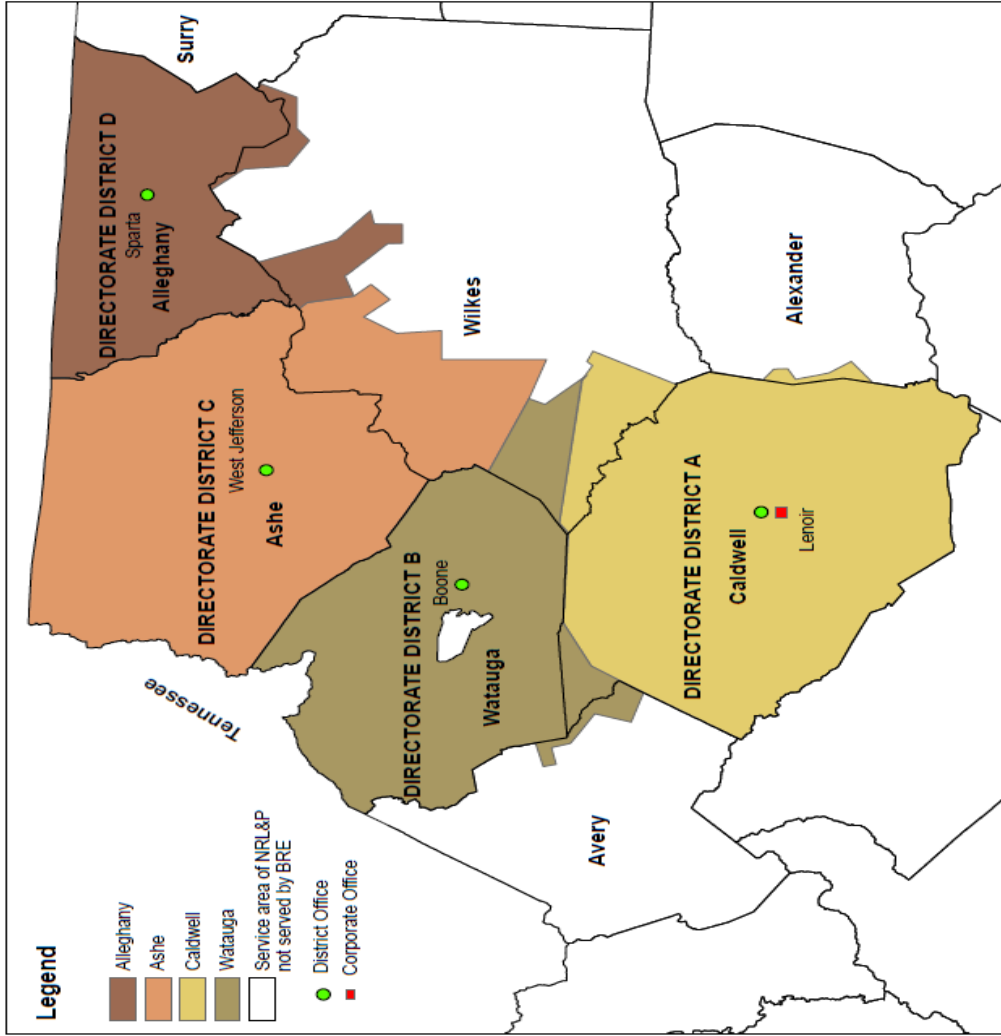 Surry
DIRECTORATE DISTRICT D
Sparta
Alleghany
DIRECTORATE DISTRICT C
West Jefferson
Ashe
Wilkes
Alexander
DIRECTORATE DISTRICT B
Boone
Watauga
DIRECTORATE DISTRICT A
Caldwell
Lenoir
Tennessee
Avery
Legend
Alleghany
Ashe
Caldwell
Watauga
Service area of NRL&P
not served by BRE
District Office
Corporate Office